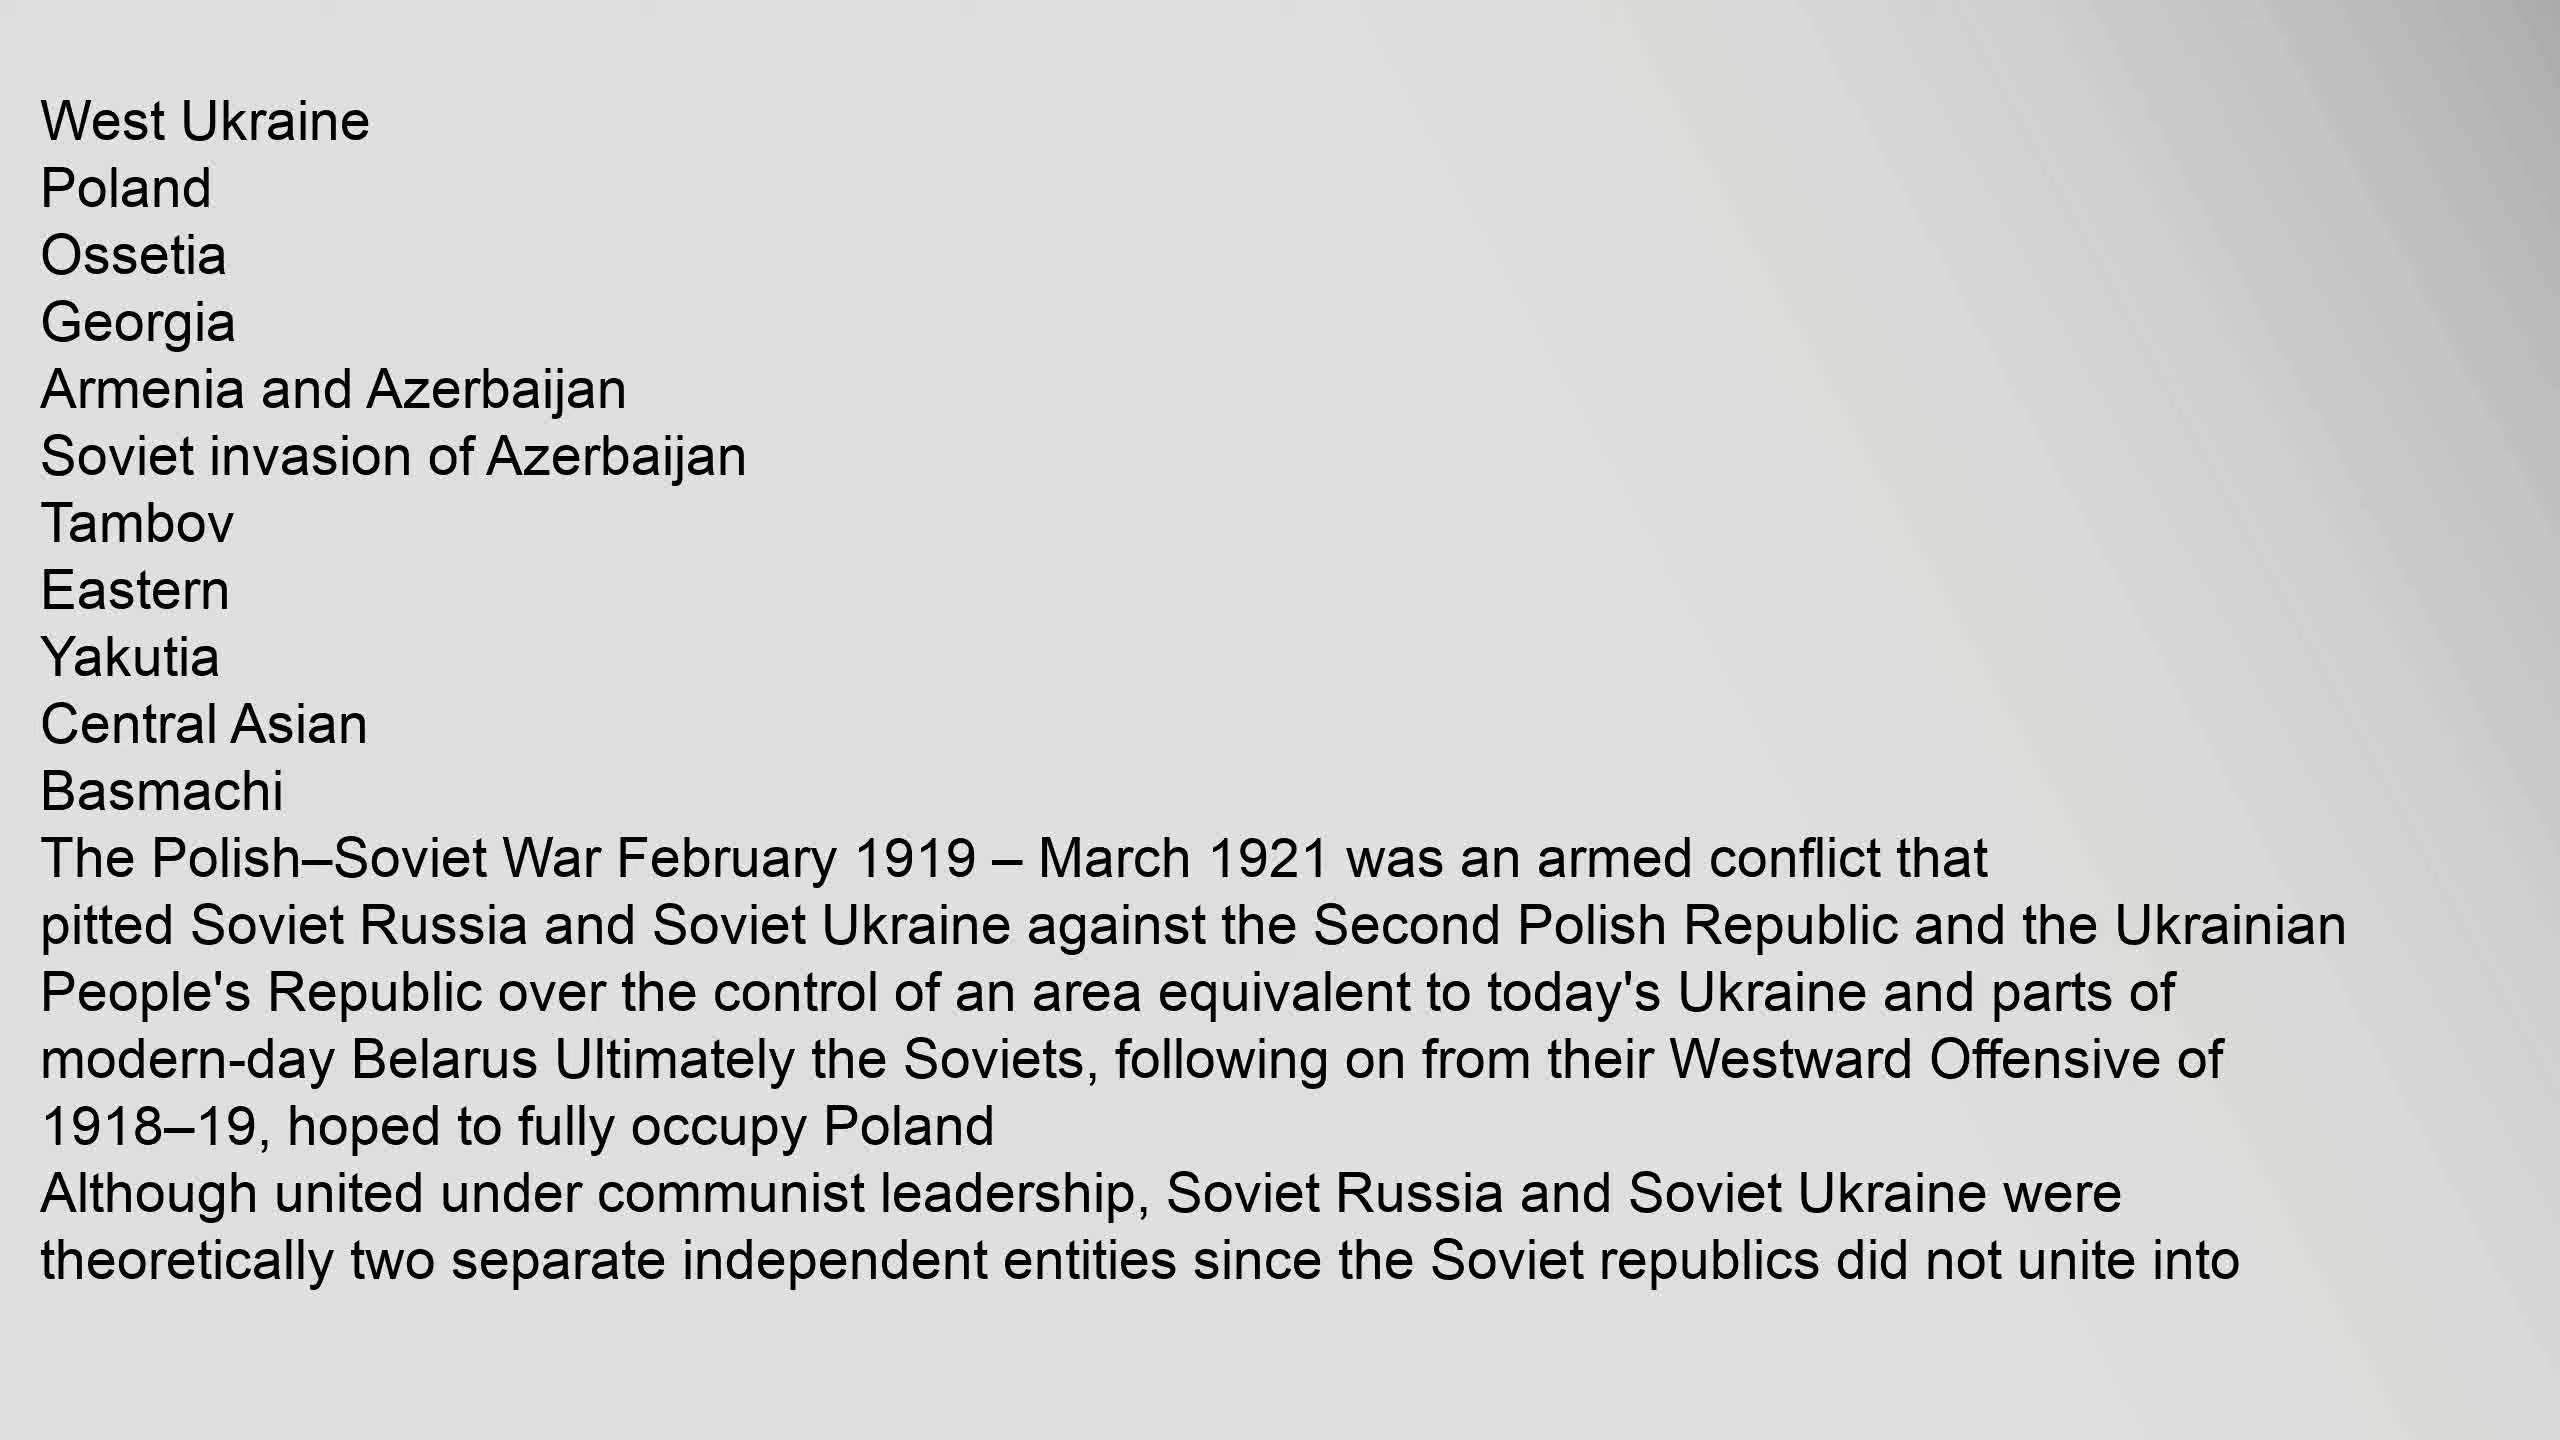 West Ukraine
Poland
Ossetia
Georgia
Armenia and Azerbaijan
Soviet invasion of Azerbaijan
Tambov
Eastern
Yakutia
Central Asian
Basmachi
The Polish–Soviet War February 1919 – March 1921 was an armed conflict that
pitted Soviet Russia and Soviet Ukraine against the Second Polish Republic and the Ukrainian
People's Republic over the control of an area equivalent to today's Ukraine and parts of
modern-day Belarus Ultimately the Soviets, following on from their Westward Offensive of
1918–19, hoped to fully occupy Poland
Although united under communist leadership, Soviet Russia and Soviet Ukraine were
theoretically two separate independent entities since the Soviet republics did not unite into